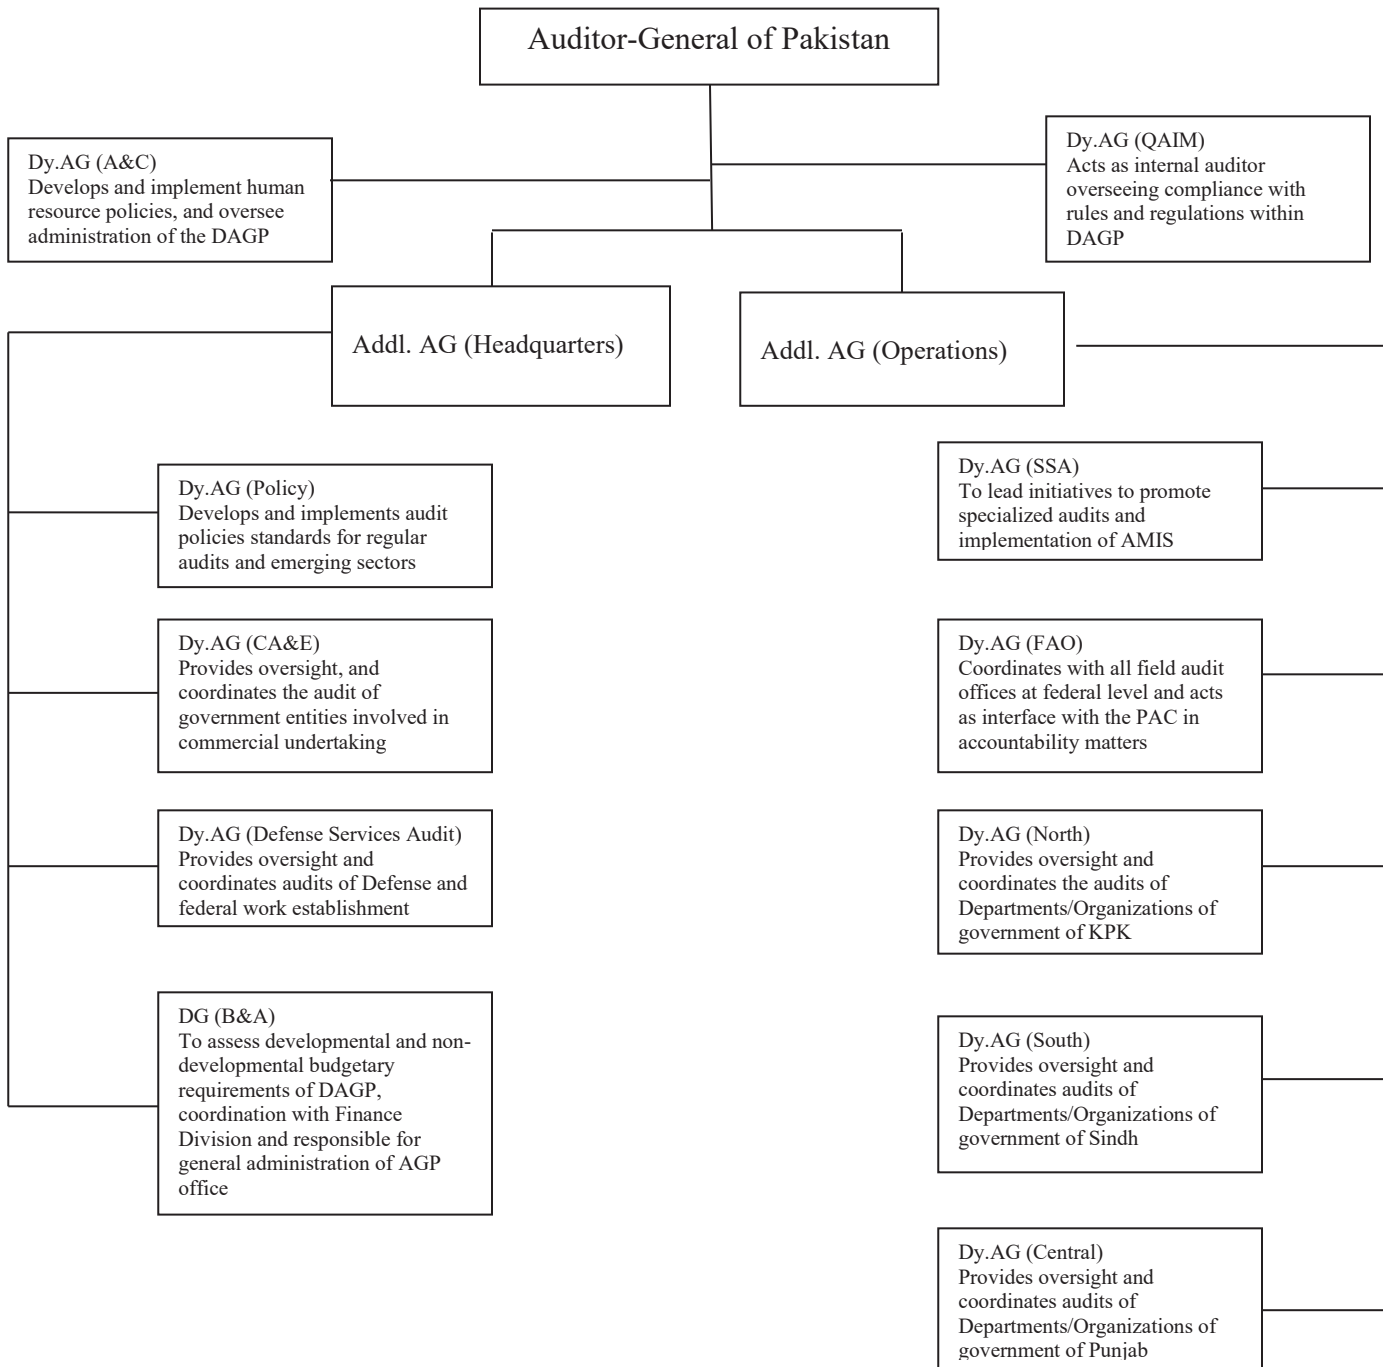 Auditor-General of Pakistan
Dy.AG (A&C)
Develops and implement human
resource policies, and oversee
administration of the DAGP
Dy.AG (QAIM)
Acts as internal auditor
overseeing compliance with
rules and regulations within
DAGP
Addl. AG (Headquarters)
Addl. AG (Operations)
Dy.AG (Policy)
Develops and implements audit
policies standards for regular
audits and emerging sectors
Dy.AG (CA&E)
Provides oversight, and
coordinates the audit of
government entities involved in
commercial undertaking
Dy.AG (Defense Services Audit)
Provides oversight and
coordinates audits of Defense and
federal work establishment
DG (B&A)
To assess developmental and non-
developmental budgetary
requirements of DAGP,
coordination with Finance
Division and responsible for
general administration of AGP
office
Dy.AG (SSA)
To lead initiatives to promote
specialized audits and
implementation of AMIS
Dy.AG (FAO)
Coordinates with all field audit
offices at federal level and acts
as interface with the PAC in
accountability matters
Dy.AG (North)
Provides oversight and
coordinates the audits of
Departments/Organizations of
government of KPK
Dy.AG (South)
Provides oversight and
coordinates audits of
Departments/Organizations of
government of Sindh
Dy.AG (Central)
Provides oversight and
coordinates audits of
Departments/Organizations of
government of Punjab